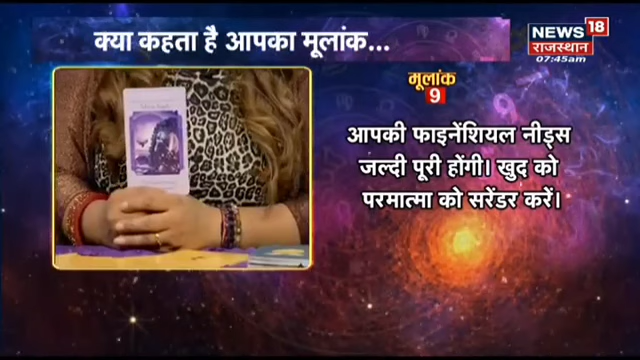 क्या कहता है आपका मूलांक...
NEWS 18
राजस्थान
07:45am
मूलांक
9
आपकी फाइनेंशियल नीड्स
जल्दी पूरी होंगी। खुद को
परमात्मा को सरेंडर करें।